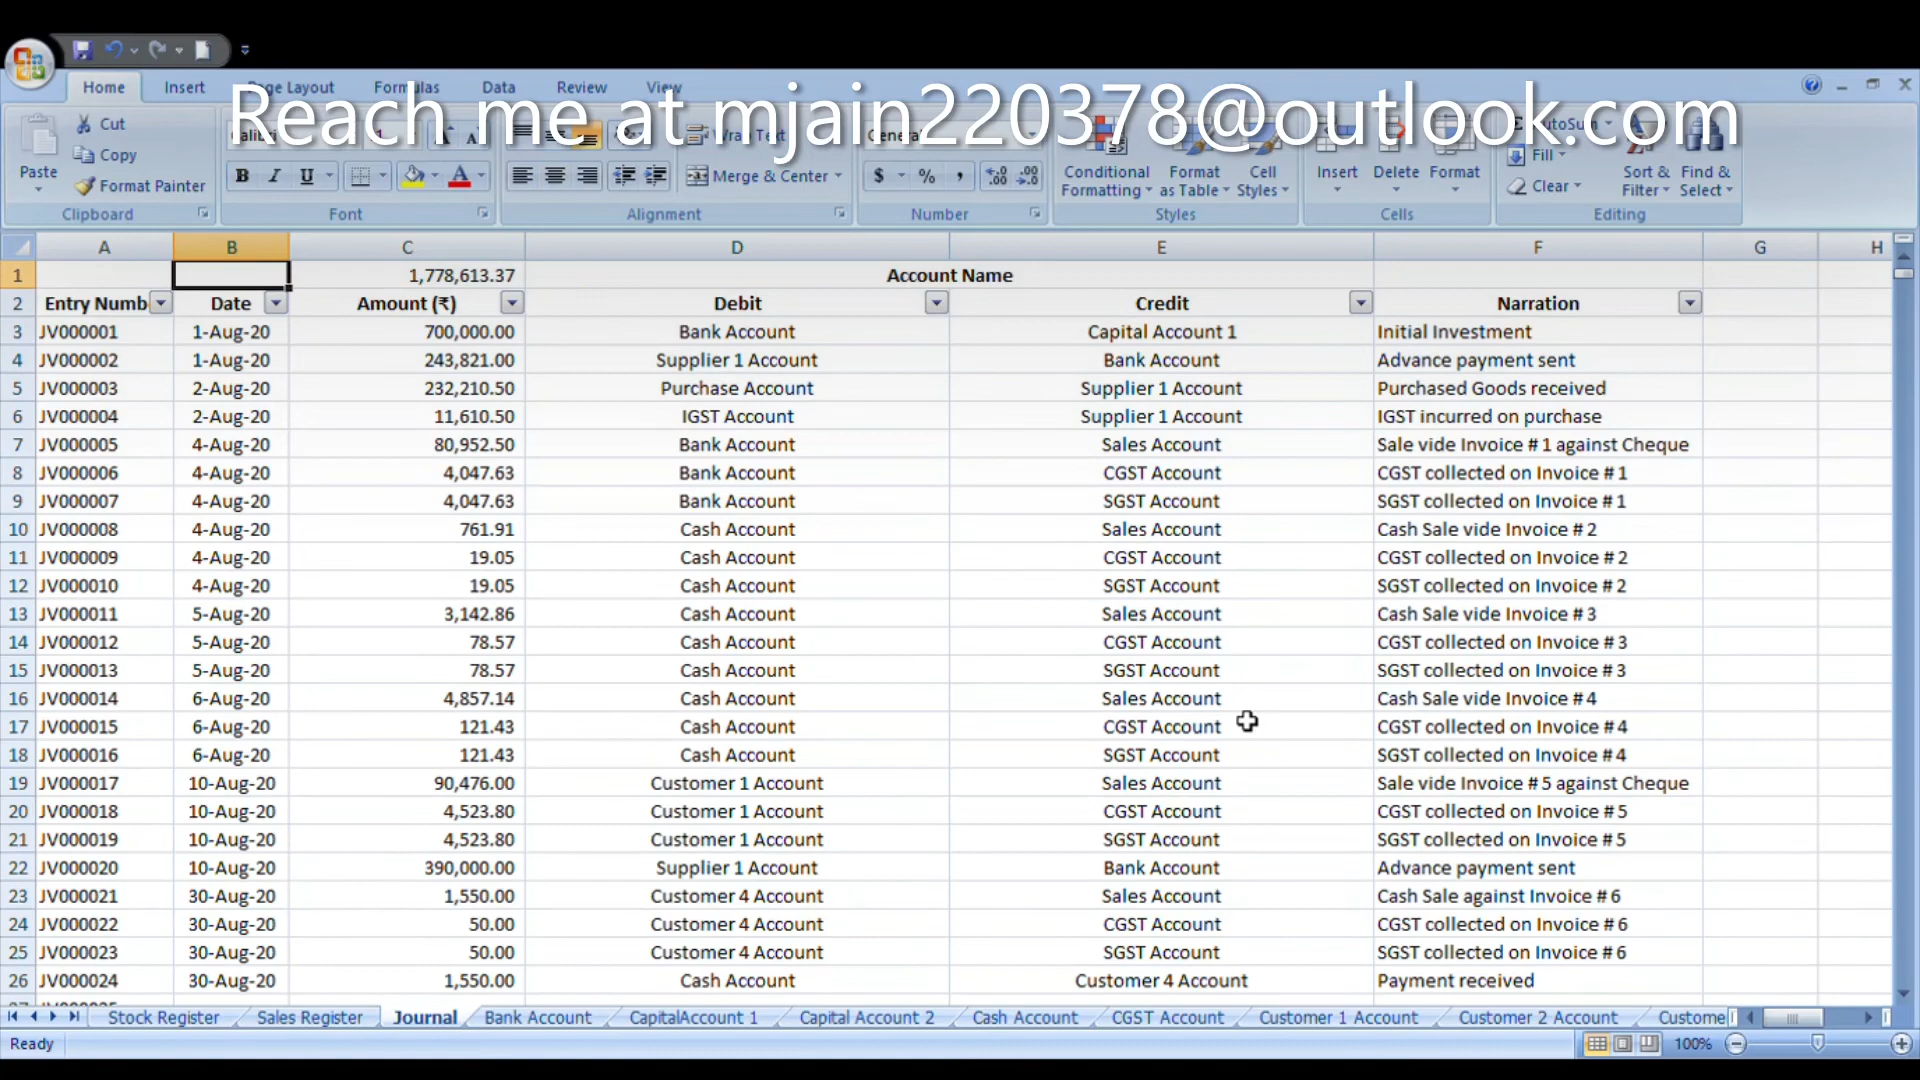 Home Insert Page Layout Formulas Data Review View
Reach me at mjain220378@outlook.com
Cut
Copy
Paste
Format Painter
Calibri
Wrap Text
Merge & Center
General
$ % ,
Conditional Formatting
Format as Table
Cell Styles
Insert Delete Format
Σ AutoSum
Fill
Clear
Sort & Filter
Find & Select
Clipboard Font Alignment Number Styles Cells Editing
A B C D E F G H
1 1,778,613.37 Account Name
2 Entry Numb Date Amount (₹) Debit Credit Narration
3 JV000001 1-Aug-20 700,000.00 Bank Account Capital Account 1 Initial Investment
4 JV000002 1-Aug-20 243,821.00 Supplier 1 Account Bank Account Advance payment sent
5 JV000003 2-Aug-20 232,210.50 Purchase Account Supplier 1 Account Purchased Goods received
6 JV000004 2-Aug-20 11,610.50 IGST Account Supplier 1 Account IGST incurred on purchase
7 JV000005 4-Aug-20 80,952.50 Bank Account Sales Account Sale vide Invoice # 1 against Cheque
8 JV000006 4-Aug-20 4,047.63 Bank Account CGST Account CGST collected on Invoice # 1
9 JV000007 4-Aug-20 4,047.63 Bank Account SGST Account SGST collected on Invoice # 1
10 JV000008 4-Aug-20 761.91 Cash Account Sales Account Cash Sale vide Invoice # 2
11 JV000009 4-Aug-20 19.05 Cash Account CGST Account CGST collected on Invoice # 2
12 JV000010 4-Aug-20 19.05 Cash Account SGST Account SGST collected on Invoice # 2
13 JV000011 5-Aug-20 3,142.86 Cash Account Sales Account Cash Sale vide Invoice # 3
14 JV000012 5-Aug-20 78.57 Cash Account CGST Account CGST collected on Invoice # 3
15 JV000013 5-Aug-20 78.57 Cash Account SGST Account SGST collected on Invoice # 3
16 JV000014 6-Aug-20 4,857.14 Cash Account Sales Account Cash Sale vide Invoice # 4
17 JV000015 6-Aug-20 121.43 Cash Account CGST Account CGST collected on Invoice # 4
18 JV000016 6-Aug-20 121.43 Cash Account SGST Account SGST collected on Invoice # 4
19 JV000017 10-Aug-20 90,476.00 Customer 1 Account Sales Account Sale vide Invoice # 5 against Cheque
20 JV000018 10-Aug-20 4,523.80 Customer 1 Account CGST Account CGST collected on Invoice # 5
21 JV000019 10-Aug-20 4,523.80 Customer 1 Account SGST Account SGST collected on Invoice # 5
22 JV000020 10-Aug-20 390,000.00 Supplier 1 Account Bank Account Advance payment sent
23 JV000021 30-Aug-20 1,550.00 Customer 4 Account Sales Account Cash Sale against Invoice # 6
24 JV000022 30-Aug-20 50.00 Customer 4 Account CGST Account CGST collected on Invoice # 6
25 JV000023 30-Aug-20 50.00 Customer 4 Account SGST Account SGST collected on Invoice # 6
26 JV000024 30-Aug-20 1,550.00 Cash Account Customer 4 Account Payment received
Stock Register Sales Register Journal Bank Account CapitalAccount 1 Capital Account 2 Cash Account CGST Account Customer 1 Account Customer 2 Account Custome
Ready 100%